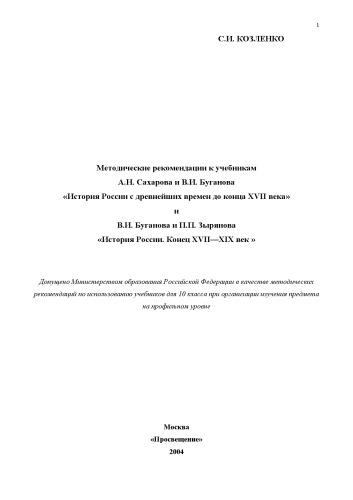 1
С.И. КОЗЛЕНКО
Методические рекомендации к учебникам
А.Н. Сахарова и В.И. Буганова
«История России с древнейших времен до конца XVII века»
и
В.И. Буганова и П.Н. Зырянова
«История России. Конец XVII—XIX век »
Допущено Министерством образования Российской Федерации в качестве методических
рекомендаций по использованию учебников для 10 класса при организации изучения предмета
на профильном уровне
Москва
«Просвещение»
2004